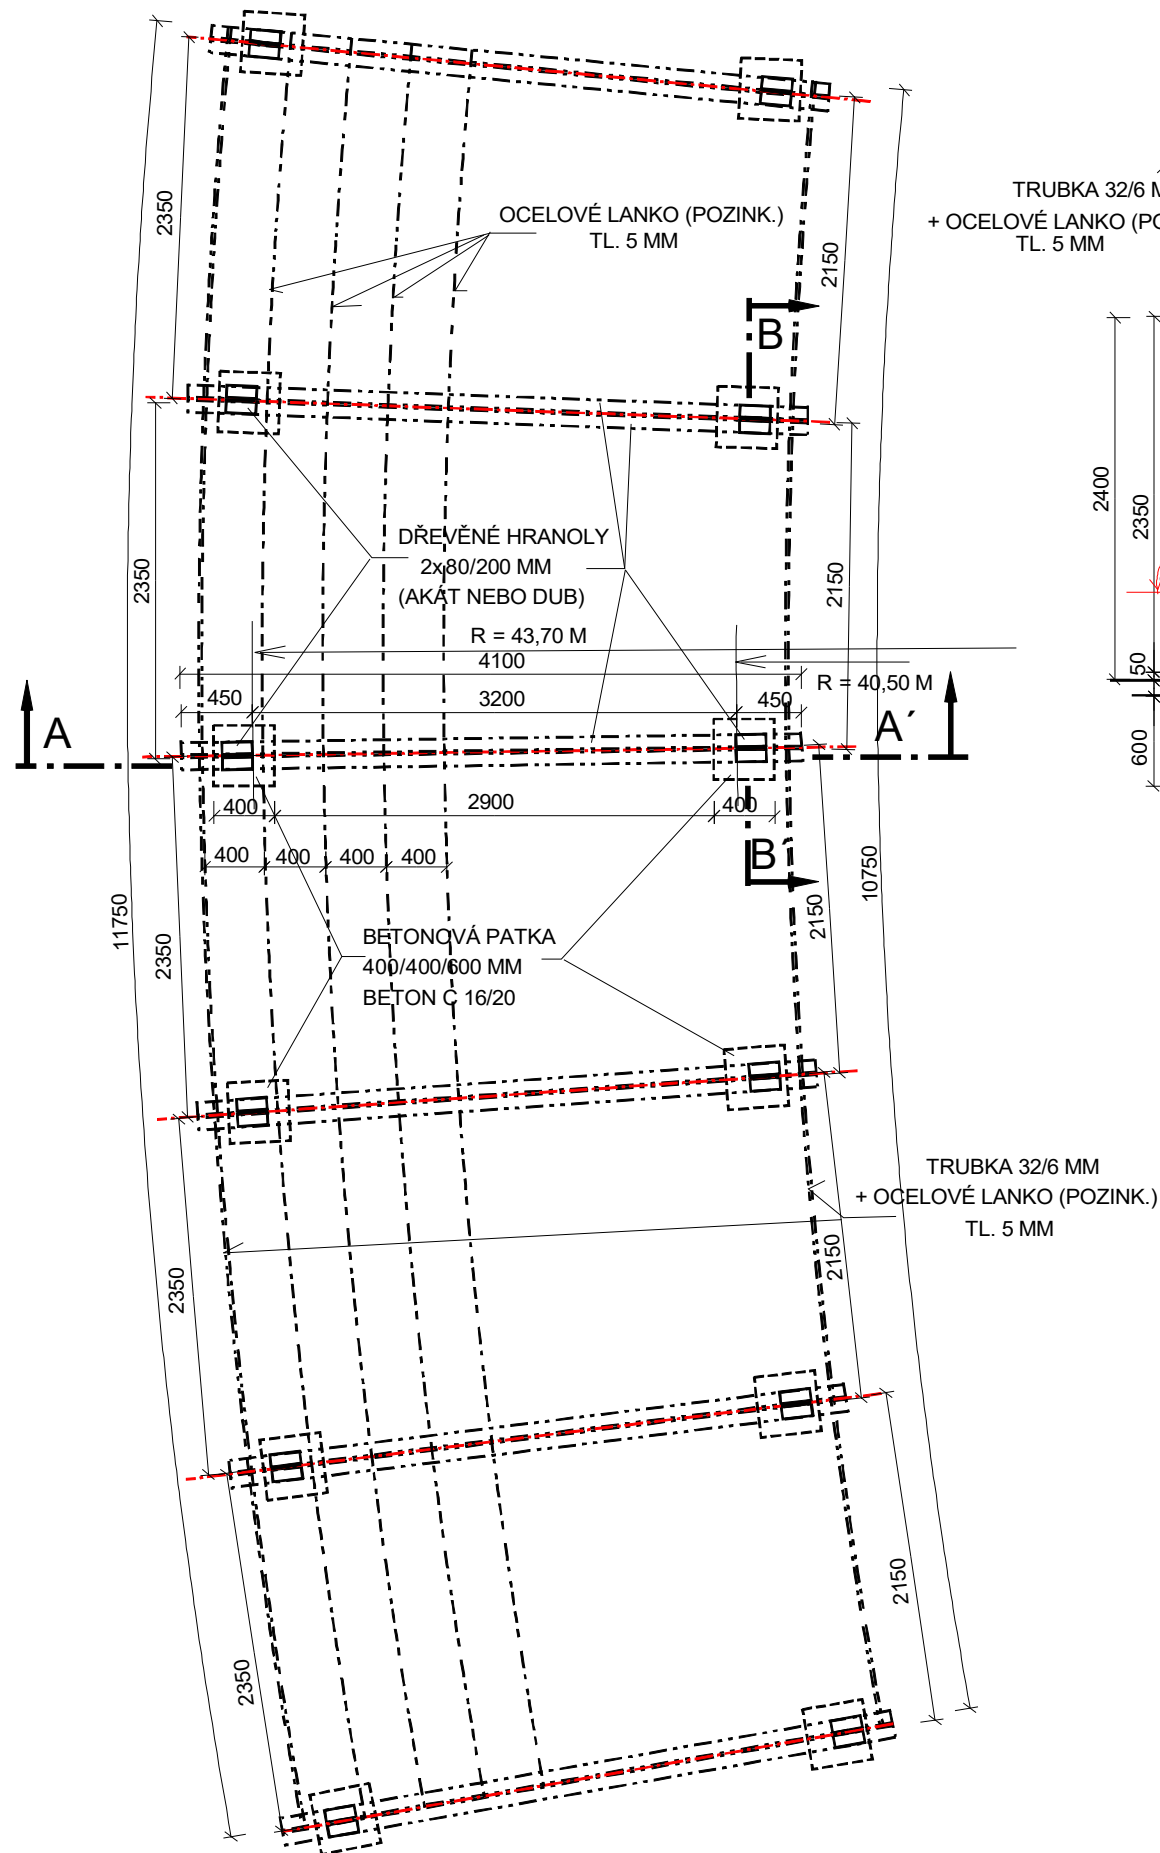 TRUBKA 32/6 M
+ OCELOVÉ LANKO (PO
TL. 5 MM
OCELOVÉ LANKO (POZINK.)
TL. 5 MM
2350
2150
B
2400
2350
DŘEVĚNÉ HRANOLY
2x80/200 MM
(AKÁT NEBO DUB)
2350
2150
R = 43,70 M
4100
R = 40,50 M
450
3200
450
50
600
A
A´
400
2900
400
400
400
400
400
B´
11750
10750
2350
2150
BETONOVÁ PATKA
400/400/600 MM
BETON C 16/20
TRUBKA 32/6 MM
+ OCELOVÉ LANKO (POZINK.)
TL. 5 MM
2350
2150
2350
2150